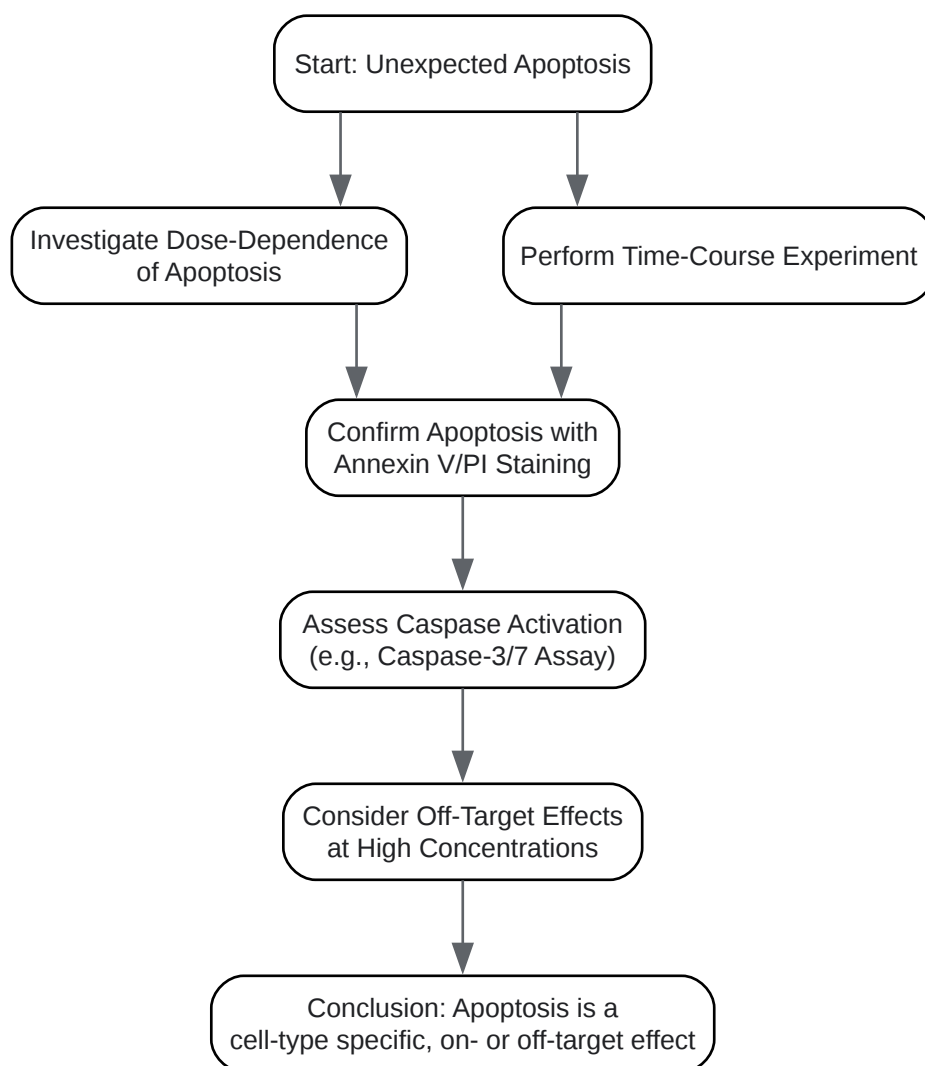 Start: Unexpected Apoptosis
Investigate Dose-Dependence
of Apoptosis
Perform Time-Course Experiment
Confirm Apoptosis with
Annexin V/PI Staining
Assess Caspase Activation
(e.g., Caspase-3/7 Assay)
Consider Off-Target Effects
at High Concentrations
Conclusion: Apoptosis is a
cell-type specific, on- or off-target effect